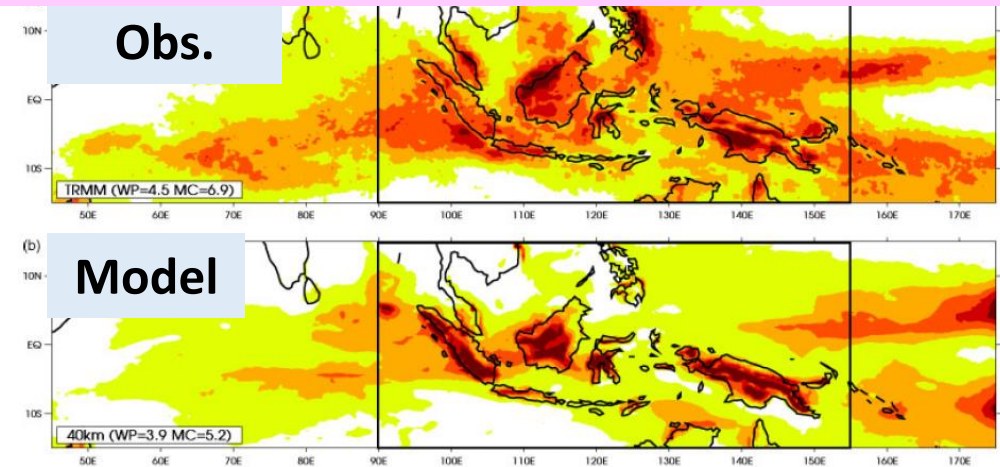 Obs.
10N
EQ
10S
TRMM (WP=4.5 MC=6.9)
50E 60E 70E 80E 90E 100E 110E 120E 130E 140E 150E 160E 170E
(b)
Model
10N
EQ
10S
40km (WP=3.9 MC=5.2)
50E 60E 70E 80E 90E 100E 110E 120E 130E 140E 150E 160E 170E